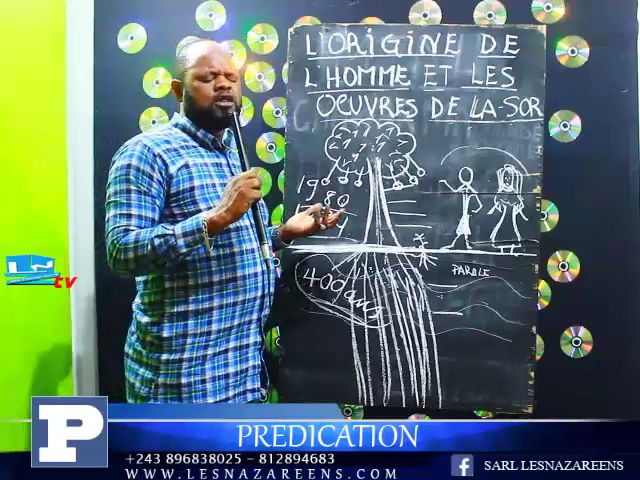 L'ORIGINE DE
L'HOMME ET LES
OEUVRES DE LA-SOR
1980
PAROLE
400 ans
tv
P
PREDICATION
+243 896838025 - 812894683
WWW.LESNAZAREENS.COM
SARL LESNAZAREENS